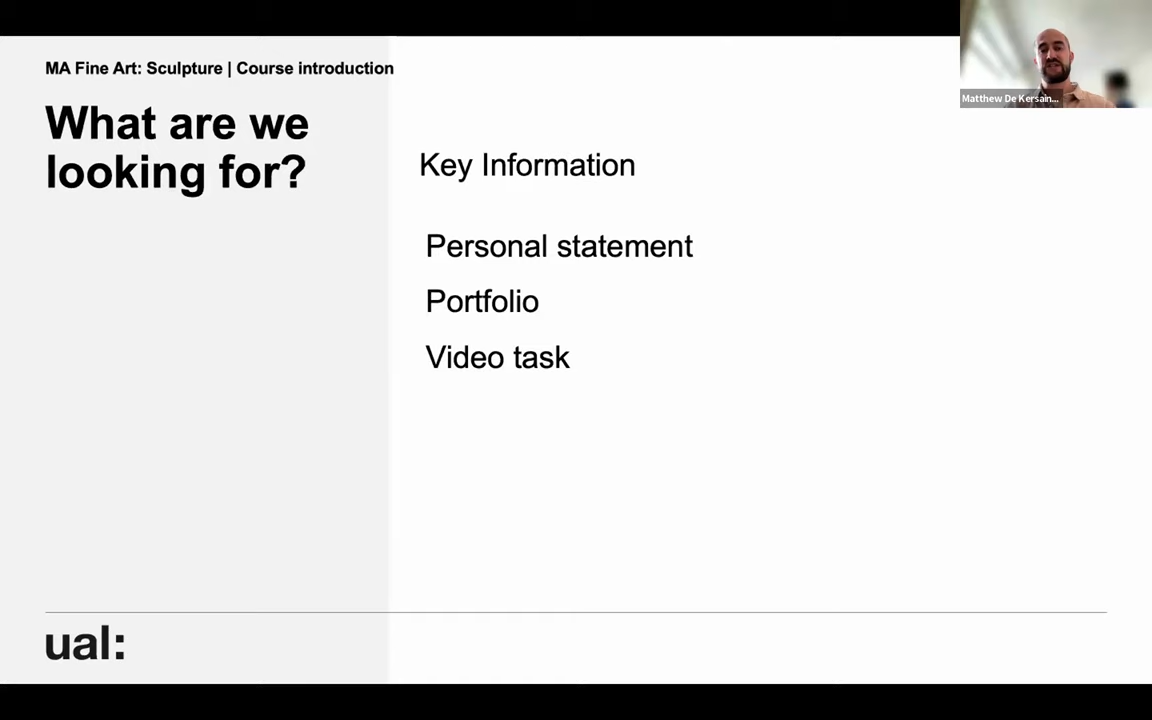 MA Fine Art: Sculpture | Course introduction
What are we
looking for?
Key Information
Personal statement
Portfolio
Video task
ual:
Matthew De Kersain...